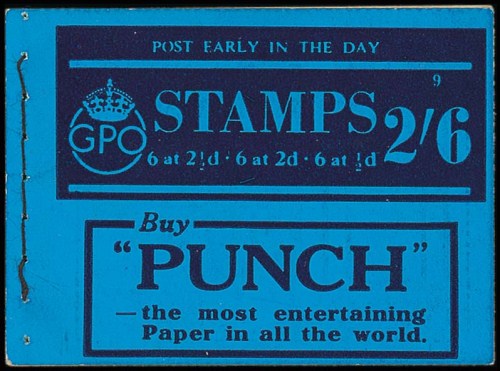 POST EARLY IN THE DAY
9
GPO
STAMPS 2/6
6 at 2½d · 6 at 2d · 6 at ½d
Buy
"PUNCH"
— the most entertaining
Paper in all the world.